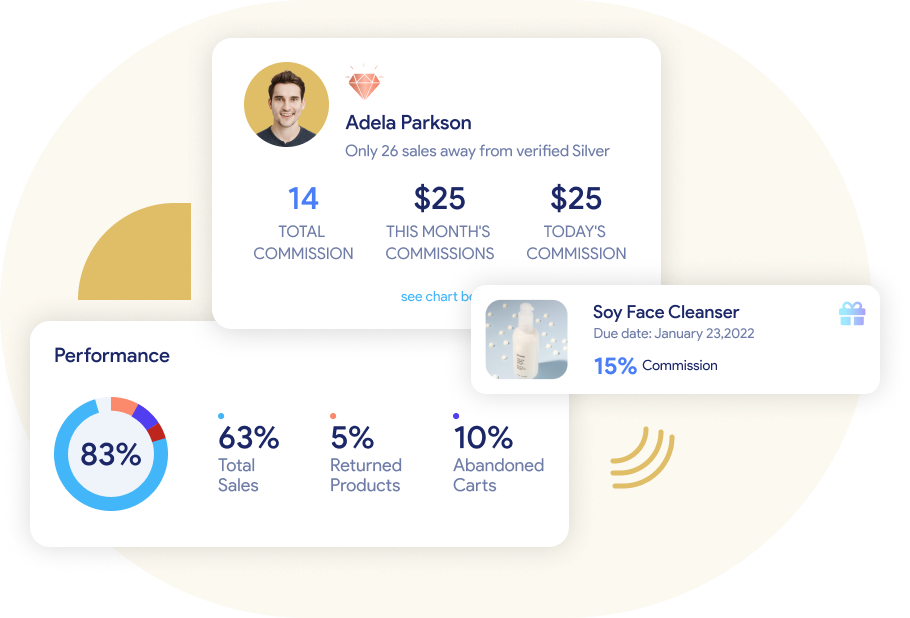 Adela Parkson
Only 26 sales away from verified Silver
14
TOTAL
COMMISSION
$25
THIS MONTH'S
COMMISSIONS
$25
TODAY'S
COMMISSION
see chart
Soy Face Cleanser
Due date: January 23,2022
15% Commission
Performance
83%
63%
Total
Sales
5%
Returned
Products
10%
Abandoned
Carts